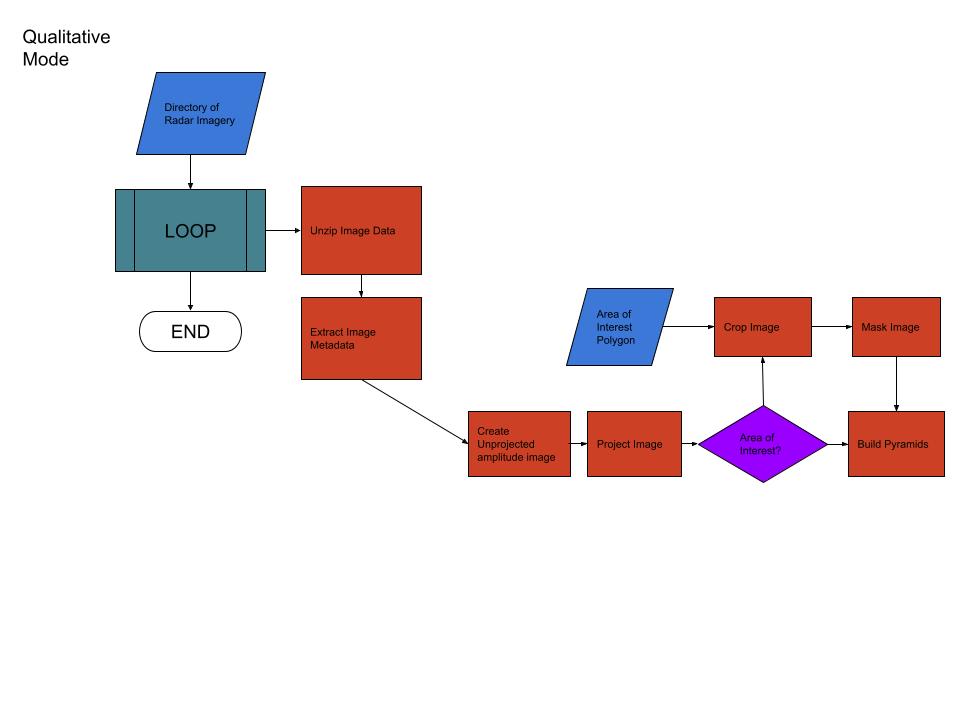 Qualitative
Mode
Directory of
Radar Imagery
LOOP
Unzip Image Data
END
Extract Image
Metadata
Area of
Interest
Polygon
Crop Image
Mask Image
Create
Unprojected
amplitude image
Project Image
Area of
Interest?
Build Pyramids